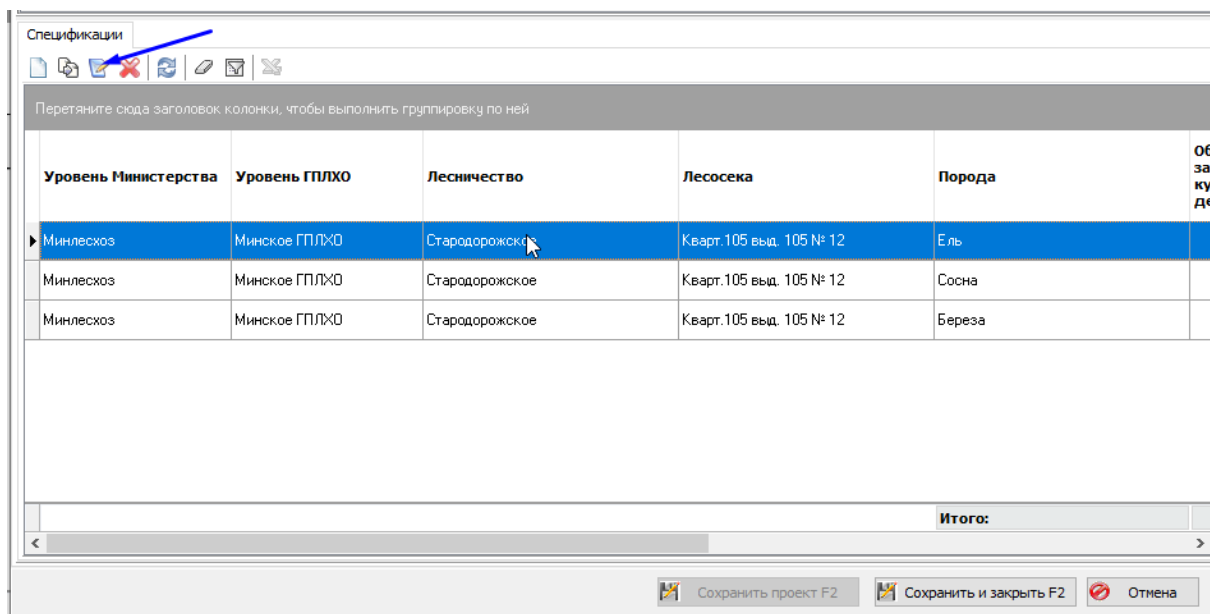 Спецификации
Перетяните сюда заголовок колонки, чтобы выполнить группировку по ней
Уровень Министерства Уровень ГПЛХО Лесничество Лесосека Порода
Минлесхоз Минское ГПЛХО Стародорожское Кварт.105 выд. 105 № 12 Ель
Минлесхоз Минское ГПЛХО Стародорожское Кварт.105 выд. 105 № 12 Сосна
Минлесхоз Минское ГПЛХО Стародорожское Кварт.105 выд. 105 № 12 Береза
Итого:
Сохранить проект F2 Сохранить и закрыть F2 Отмена